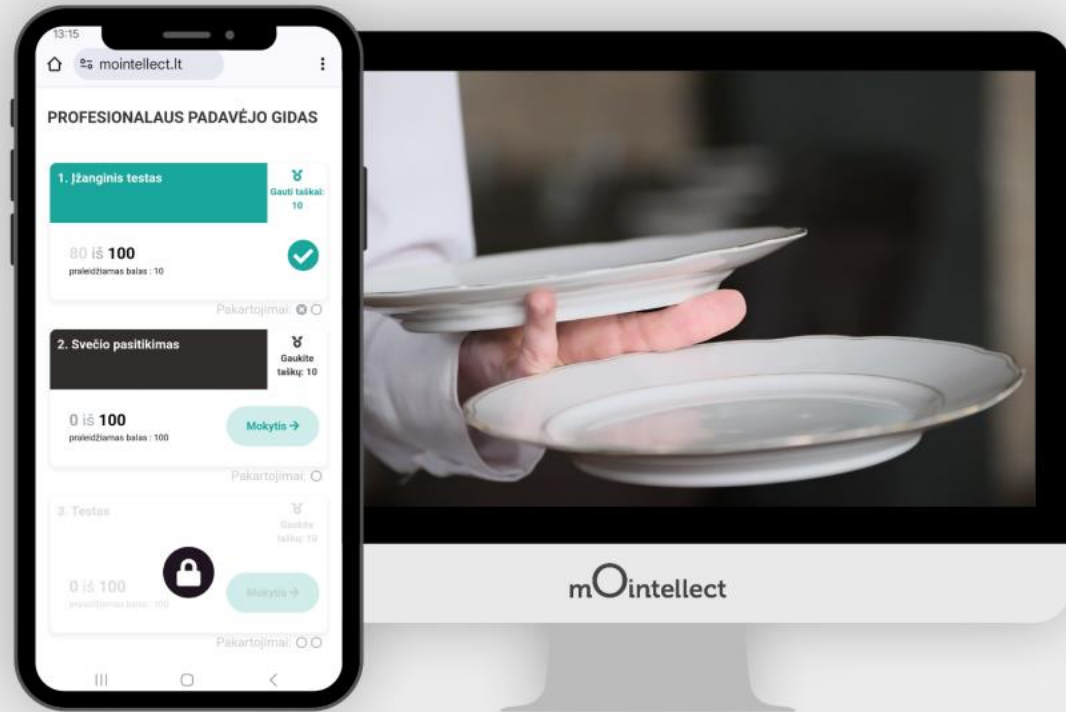 13:15
mointellect.lt
PROFESIONALAUS PADAVĖJO GIDAS
1. Įžanginis testas
Gauti taškai:
10
80 iš 100
praleidžiamas balas : 10
Pakartojimai:
2. Svečio pasitikimas
Gaukite
taškų: 10
0 iš 100
praleidžiamas balas : 100
Mokytis →
Pakartojimai:
3. Testas
Gaukite
taškų: 10
0 iš 100
praleidžiamas balas : 100
Mokytis →
Pakartojimai:
mOintellect